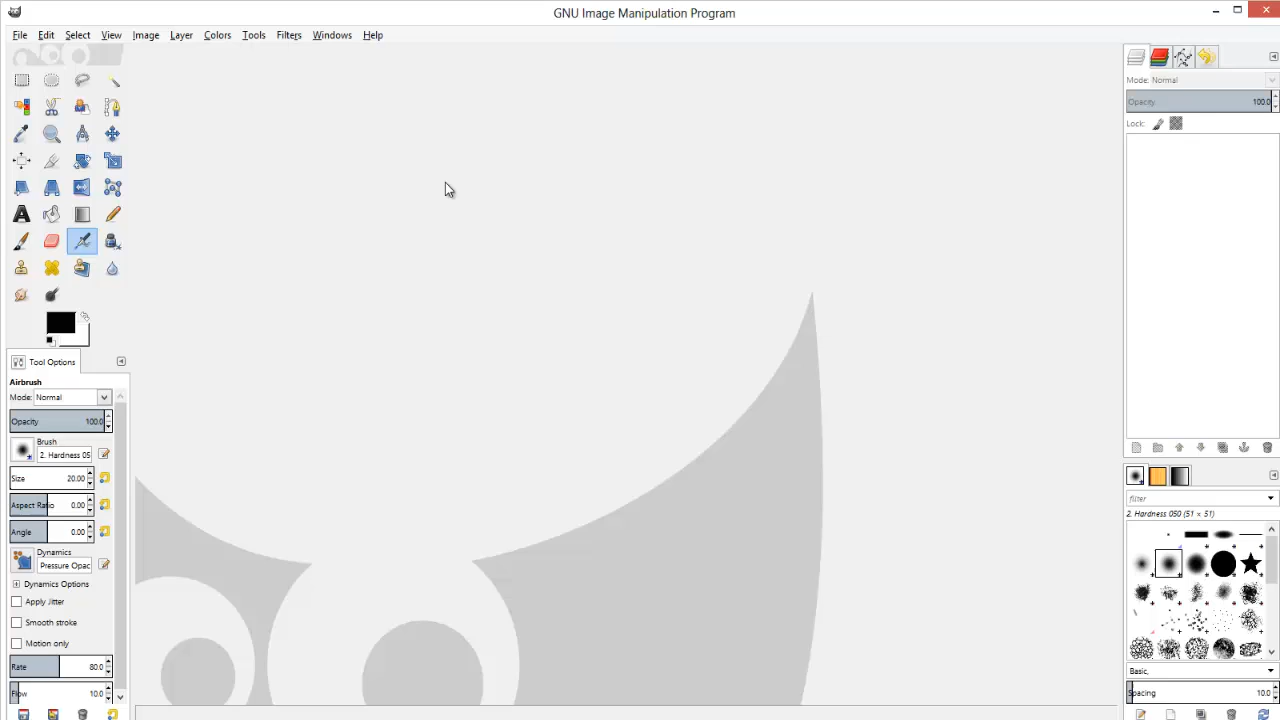 GNU Image Manipulation Program
File Edit Select View Image Layer Colors Tools Filters Windows Help
Mode: Normal
Opacity 100.0
Lock:
Tool Options
Airbrush
Mode: Normal
Opacity 100.0
Brush
2. Hardness 05
Size 20.00
Aspect Ratio 0.00
Angle 0.00
Dynamics
Pressure Opac
Dynamics Options
Apply Jitter
Smooth stroke
Motion only
Rate 80.0
Flow 10.0
filter
2. Hardness 050 (51 × 51)
Basic,
Spacing 10.0